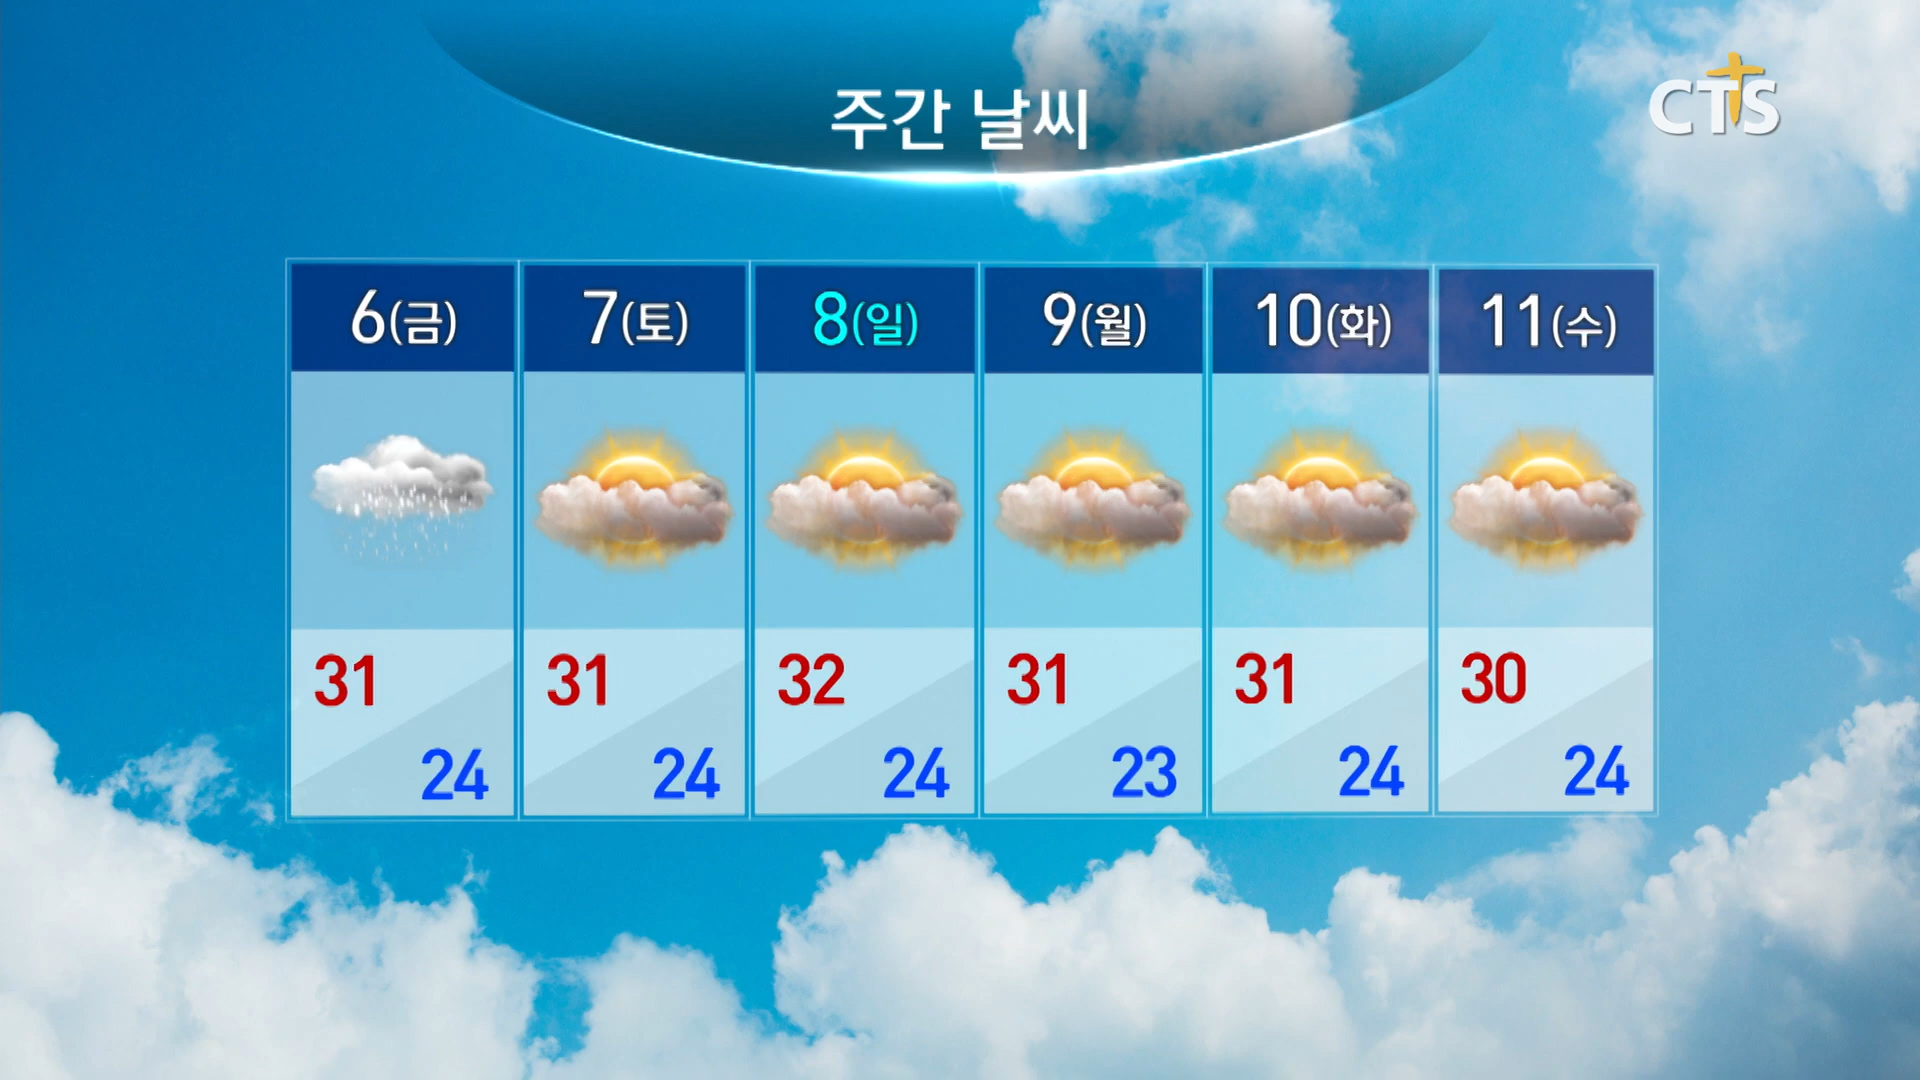 주간 날씨
CTS
6(금) 7(토) 8(일) 9(월) 10(화) 11(수)
31 31 32 31 31 30
24 24 24 23 24 24